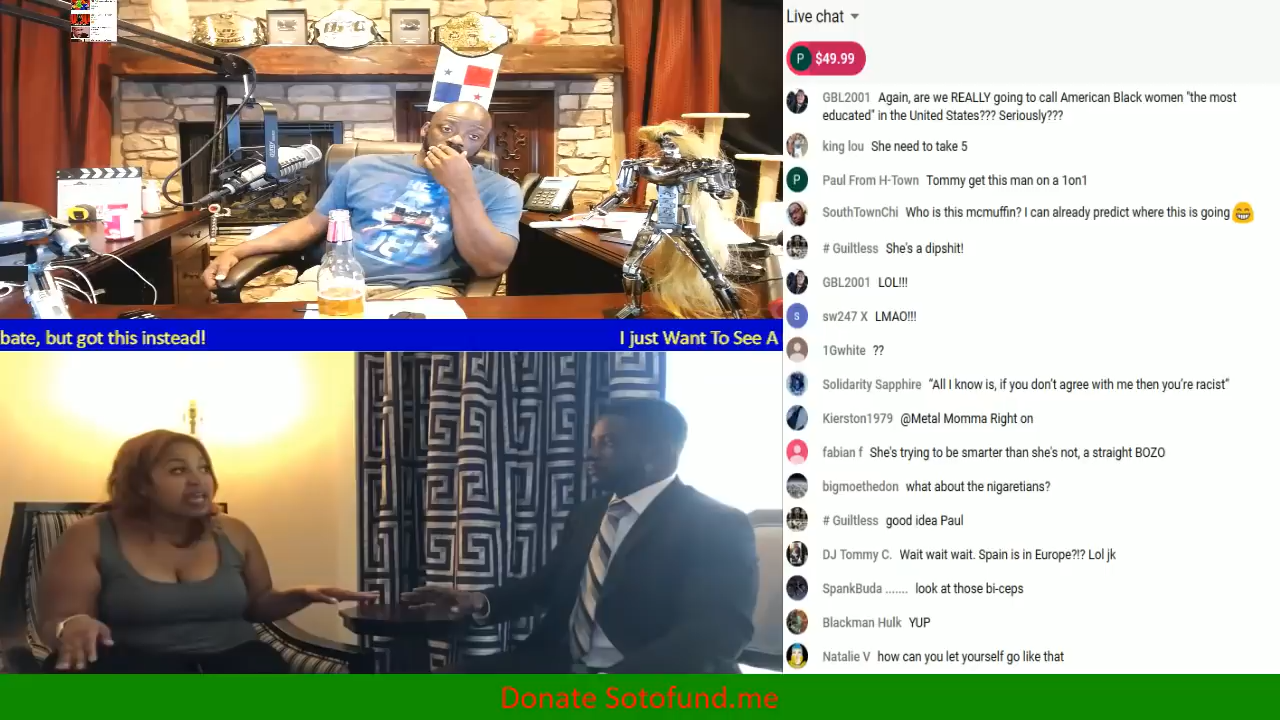 Live chat
P $49.99
GBL2001 Again, are we REALLY going to call American Black women "the most
educated" in the United States??? Seriously???
king lou She need to take 5
P Paul From H-Town Tommy get this man on a 1on1
SouthTownChi Who is this mcmuffin? I can already predict where this is going 😁
# Guiltless She's a dipshit!
GBL2001 LOL!!!
s sw247 X LMAO!!!
1Gwhite ??
Solidarity Sapphire “All I know is, if you don’t agree with me then you’re racist”
Kierston1979 @Metal Momma Right on
fabian f She's trying to be smarter than she's not, a straight BOZO
bigmoethedon what about the nigaretians?
# Guiltless good idea Paul
DJ Tommy C. Wait wait wait. Spain is in Europe?!? Lol jk
SpankBuda ....... look at those bi-ceps
Blackman Hulk YUP
Natalie V how can you let yourself go like that
bate, but got this instead!
I just Want To See A
Donate Sotofund.me